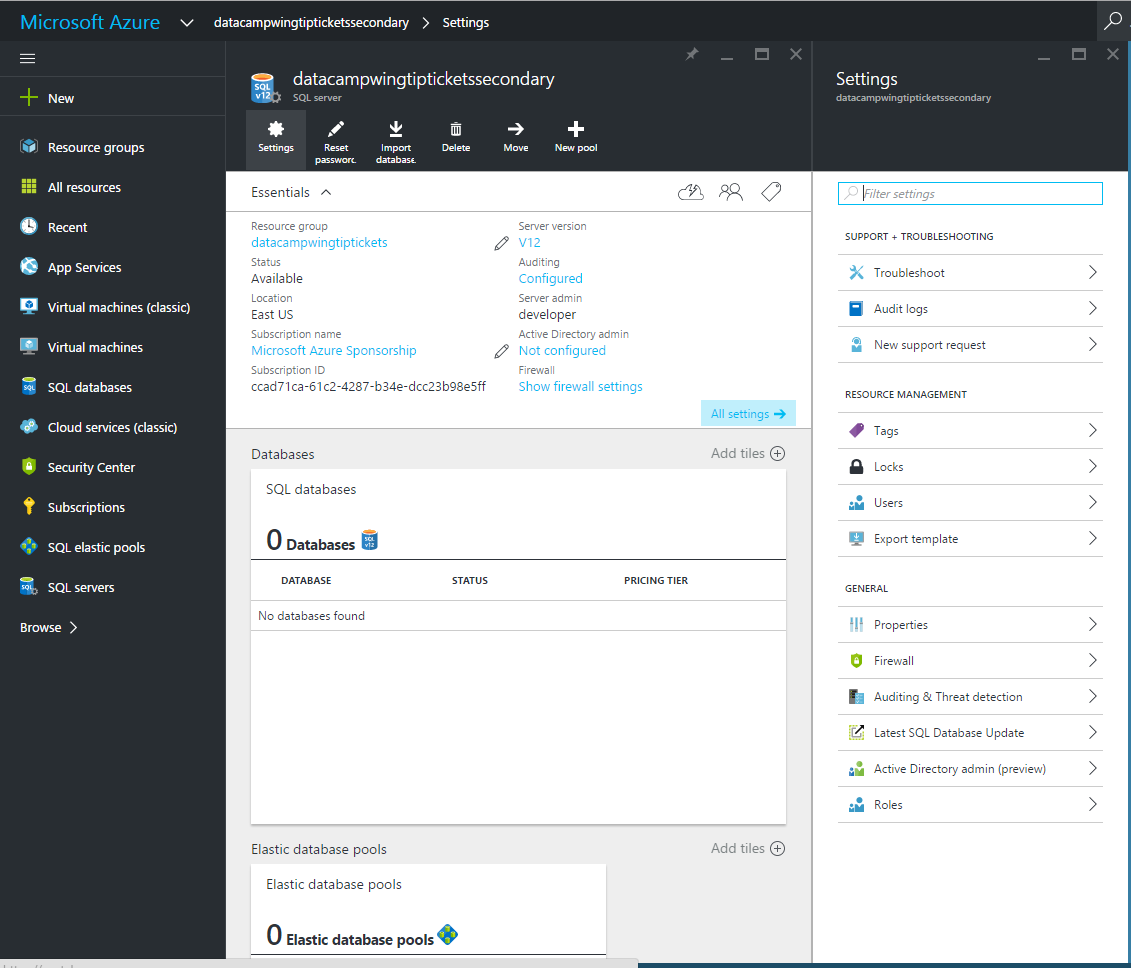 Microsoft Azure
datacampwingtipticketssecondary > Settings
New
Resource groups
All resources
Recent
App Services
Virtual machines (classic)
Virtual machines
SQL databases
Cloud services (classic)
Security Center
Subscriptions
SQL elastic pools
SQL servers
Browse
datacampwingtipticketssecondary
SQL server
Settings
Reset
passworc
Import
database
Delete
Move
New pool
Essentials
Resource group
datacampwingtiptickets
Status
Available
Location
East US
Subscription name
Microsoft Azure Sponsorship
Subscription ID
ccad71ca-61c2-4287-b34e-dcc23b98e5ff
Server version
V12
Auditing
Configured
Server admin
developer
Active Directory admin
Not configured
Firewall
Show firewall settings
All settings
Databases
Add tiles
SQL databases
0 Databases
DATABASE STATUS PRICING TIER
No databases found
Elastic database pools
Add tiles
Elastic database pools
0 Elastic database pools
Settings
datacampwingtipticketssecondary
Filter settings
SUPPORT + TROUBLESHOOTING
Troubleshoot
Audit logs
New support request
RESOURCE MANAGEMENT
Tags
Locks
Users
Export template
GENERAL
Properties
Firewall
Auditing & Threat detection
Latest SQL Database Update
Active Directory admin (preview)
Roles